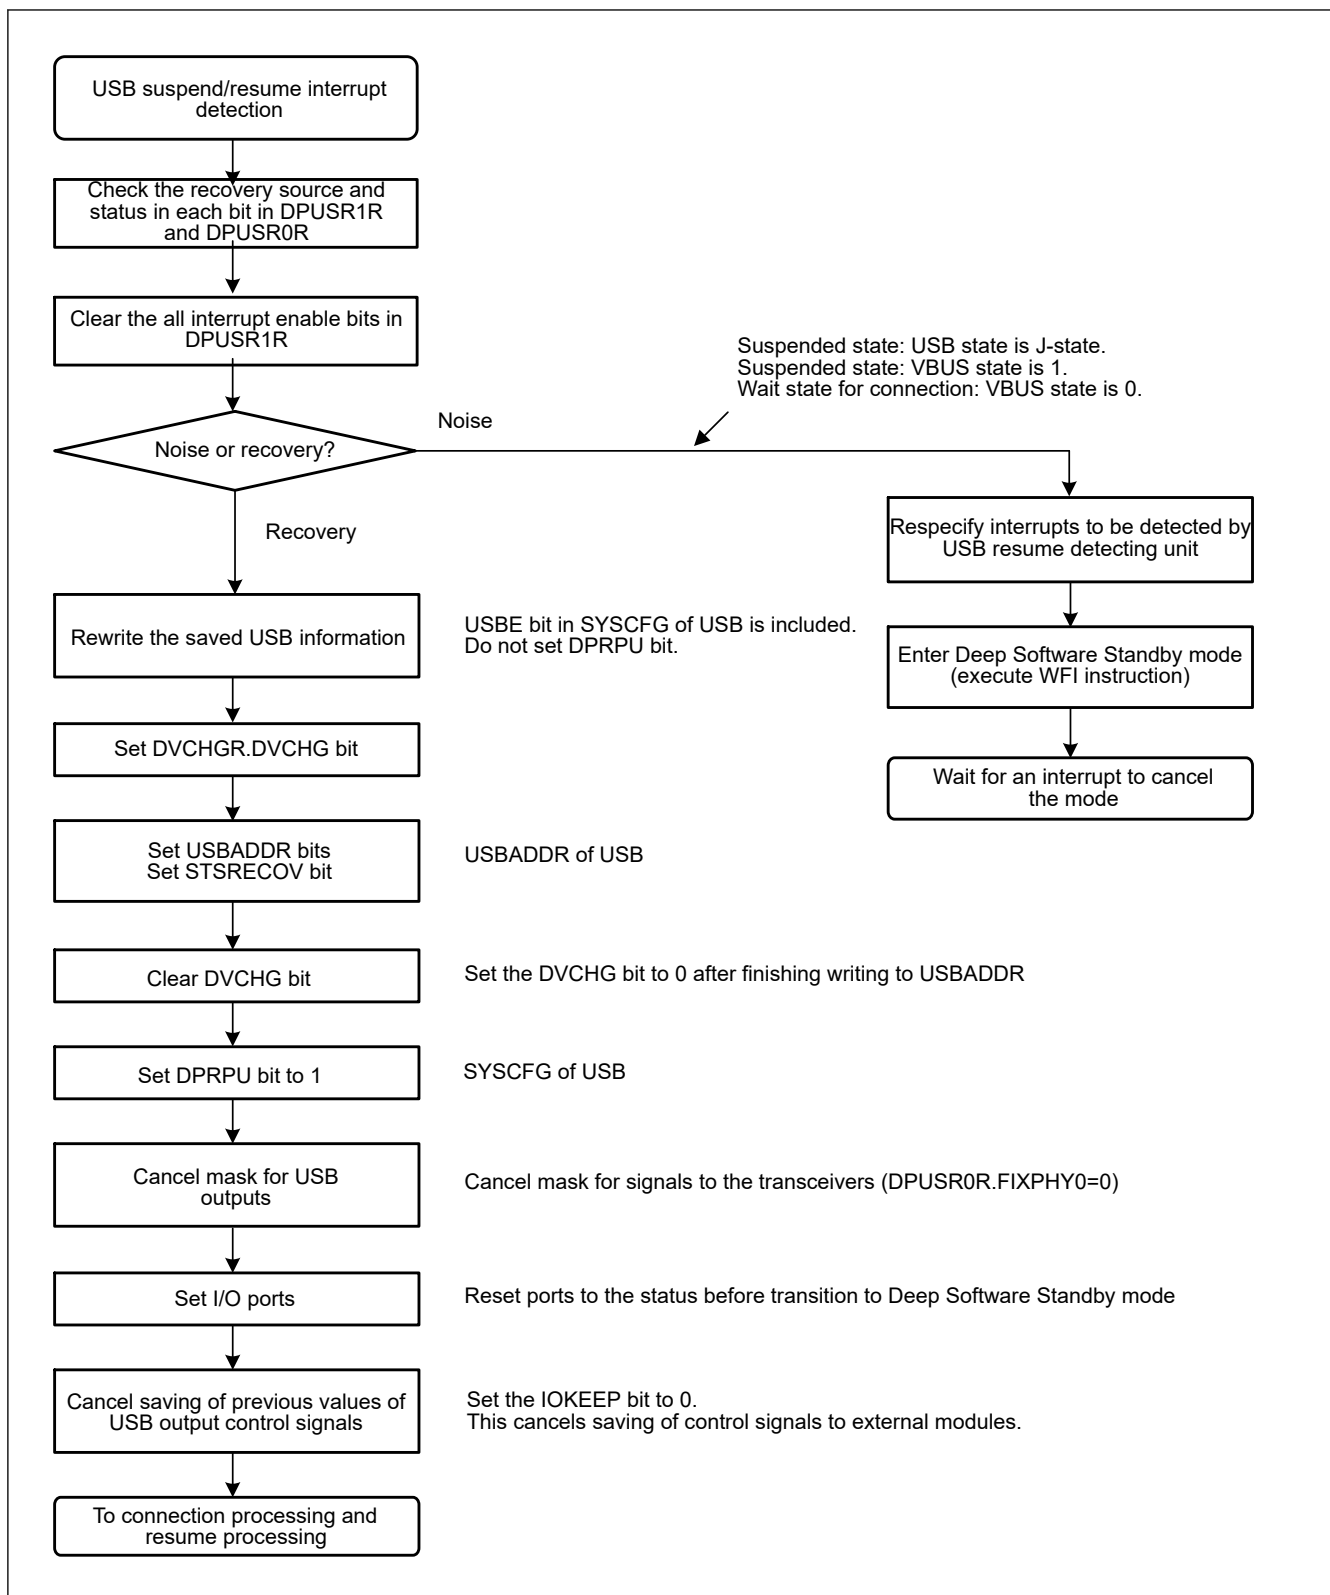 USB suspend/resume interrupt
detection
Check the recovery source and
status in each bit in DPUSR1R
and DPUSR0R
Clear the all interrupt enable bits in
DPUSR1R
Suspended state: USB state is J-state.
Suspended state: VBUS state is 1.
Wait state for connection: VBUS state is 0.
Noise
Noise or recovery?
Recovery
Respecify interrupts to be detected by
USB resume detecting unit
Enter Deep Software Standby mode
(execute WFI instruction)
Wait for an interrupt to cancel
the mode
Rewrite the saved USB information
USBE bit in SYSCFG of USB is included.
Do not set DPRPU bit.
Set DVCHGR.DVCHG bit
Set USBADDR bits
Set STSRECOV bit
USBADDR of USB
Clear DVCHG bit
Set the DVCHG bit to 0 after finishing writing to USBADDR
Set DPRPU bit to 1
SYSCFG of USB
Cancel mask for USB
outputs
Cancel mask for signals to the transceivers (DPUSR0R.FIXPHY0=0)
Set I/O ports
Reset ports to the status before transition to Deep Software Standby mode
Cancel saving of previous values of
USB output control signals
Set the IOKEEP bit to 0.
This cancels saving of control signals to external modules.
To connection processing and
resume processing